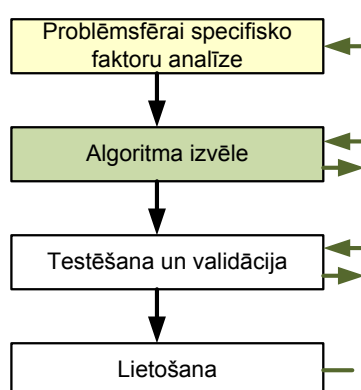 Problēmsfērai specifisko
faktoru analīze
Algoritma izvēle
Testēšana un validācija
Lietošana